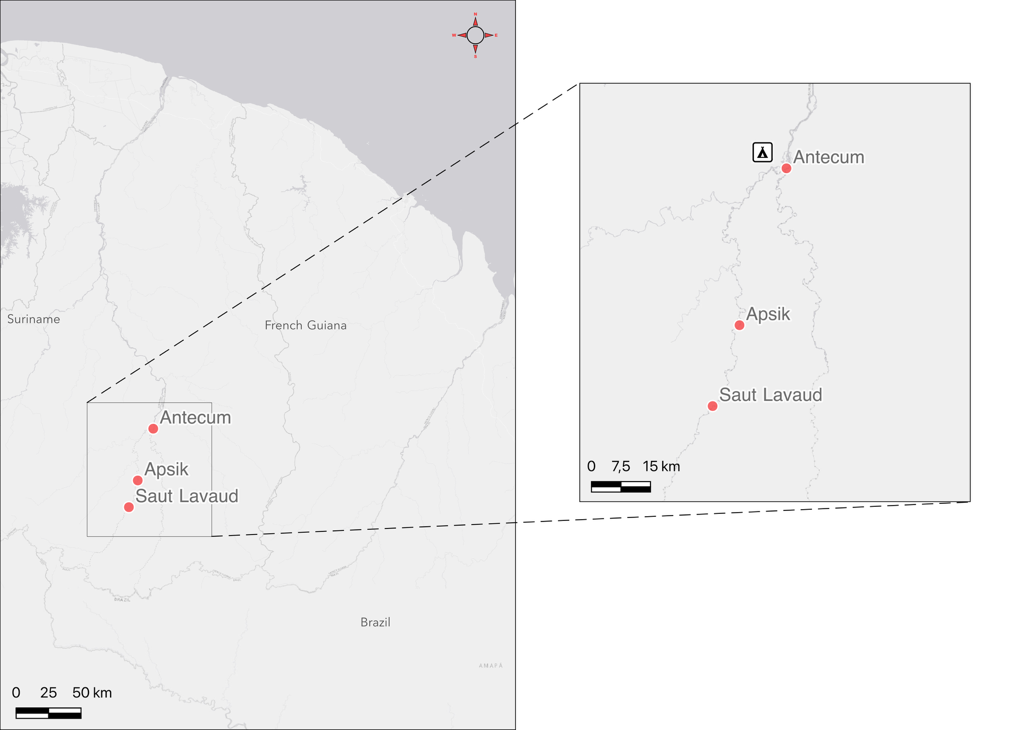 Suriname
French Guiana
Antecum
Apsik
Saut Lavaud
Brazil
AMAPÁ
0 25 50 km
Antecum
Apsik
Saut Lavaud
0 7,5 15 km